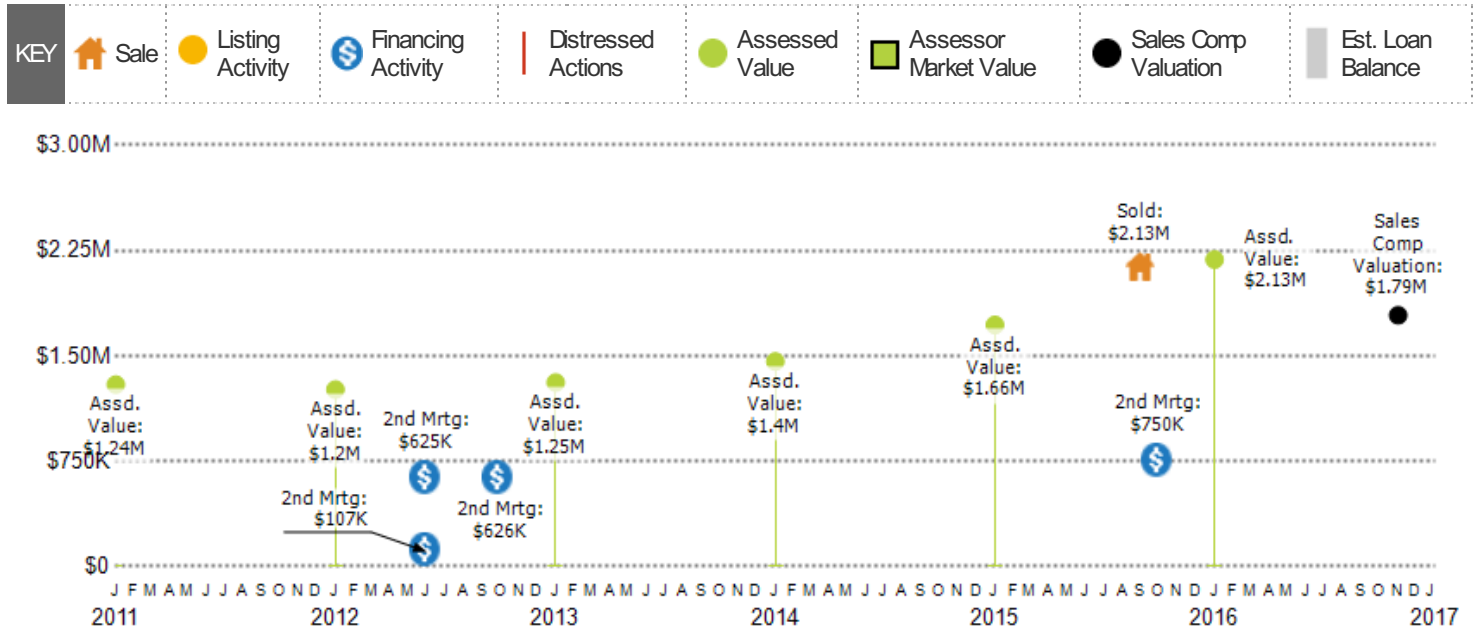 KEY
Sale
Listing
Activity
Financing
Activity
Distressed
Actions
Assessed
Value
Assessor
Market Value
Sales Comp
Valuation
Est. Loan
Balance
$3.00M
$2.25M
$1.50M
$750K
$0
Assd.
Value:
$1.24M
Assd.
Value:
$1.2M
2nd Mrtg:
$625K
2nd Mrtg:
$107K
2nd Mrtg:
$626K
Assd.
Value:
$1.25M
Assd.
Value:
$1.4M
Assd.
Value:
$1.66M
Sold:
$2.13M
2nd Mrtg:
$750K
Assd.
Value:
$2.13M
Sales
Comp
Valuation:
$1.79M
J F M A M J J A S O N D J F M A M J J A S O N D J F M A M J J A S O N D J F M A M J J A S O N D J F M A M J J A S O N D J F M A M J J A S O N D J
2011 2012 2013 2014 2015 2016 2017